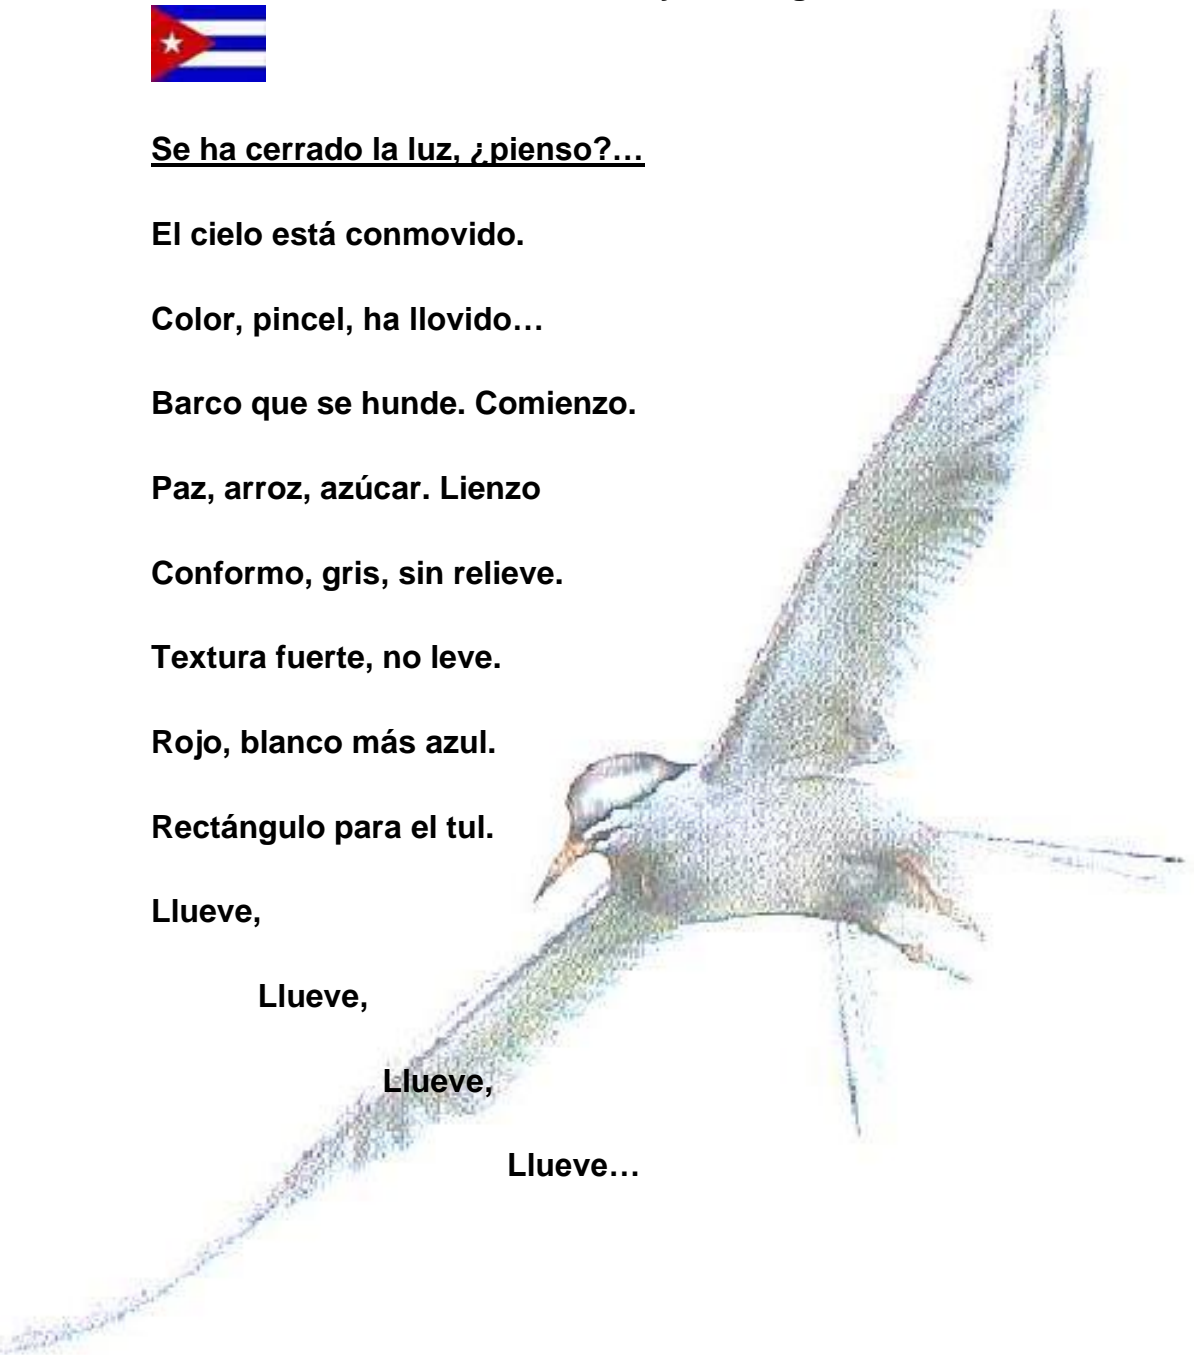 Se ha cerrado la luz, ¿pienso?…
El cielo está conmovido.
Color, pincel, ha llovido…
Barco que se hunde. Comienzo.
Paz, arroz, azúcar. Lienzo
Conformo, gris, sin relieve.
Textura fuerte, no leve.
Rojo, blanco más azul.
Rectángulo para el tul.
Llueve,
Llueve,
Llueve,
Llueve…